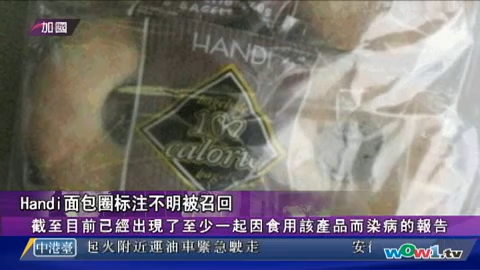 加國
HANDI
100
calorie
Handi面包圈标注不明被召回
截至目前已經出現了至少一起因食用該產品而染病的報告
中港臺 起火附近運油車緊急駛走 安
wow1.tv